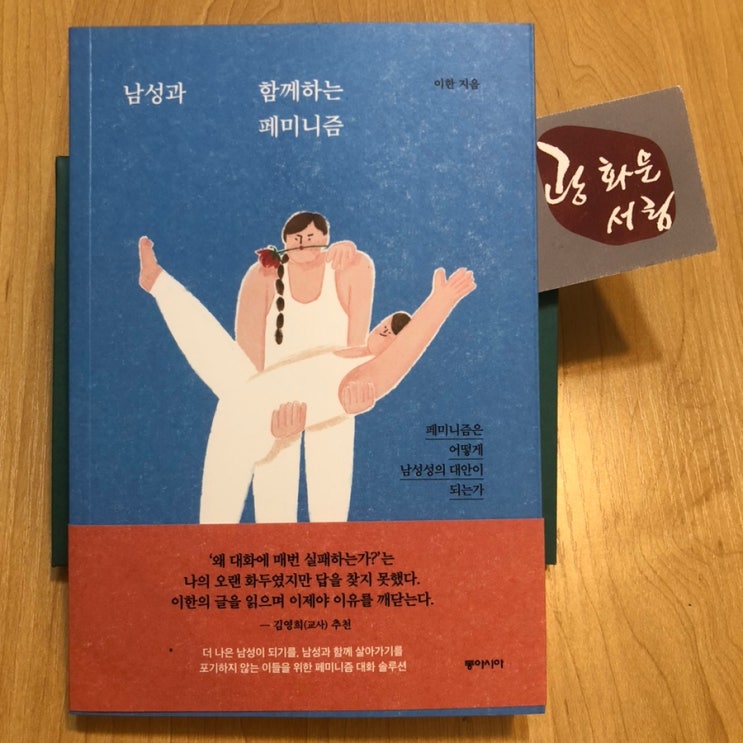 남성과 함께하는
페미니즘
이한 지음
광화문
서림
페미니즘은
어떻게
남성성의 대안이
되는가
‘왜 대화에 매번 실패하는가?’는
나의 오랜 화두였지만 답을 찾지 못했다.
이한의 글을 읽으며 이제야 이유를 깨닫는다.
— 김영희(교사) 추천
더 나은 남성이 되기를, 남성과 함께 살아가기를
포기하지 않는 이들을 위한 페미니즘 대화 솔루션
동아시아